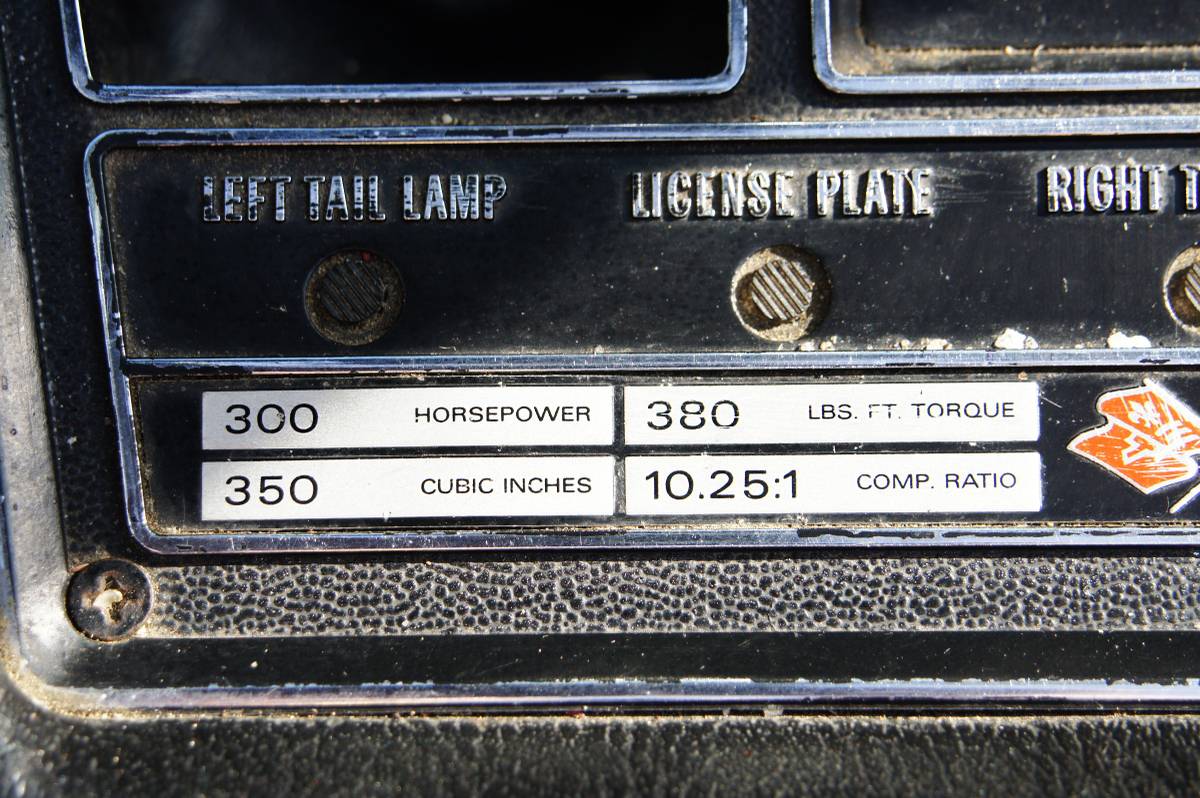 LEFT TAIL LAMP LICENSE PLATE RIGHT T
300 HORSEPOWER 380 LBS. FT. TORQUE
350 CUBIC INCHES 10.25:1 COMP. RATIO